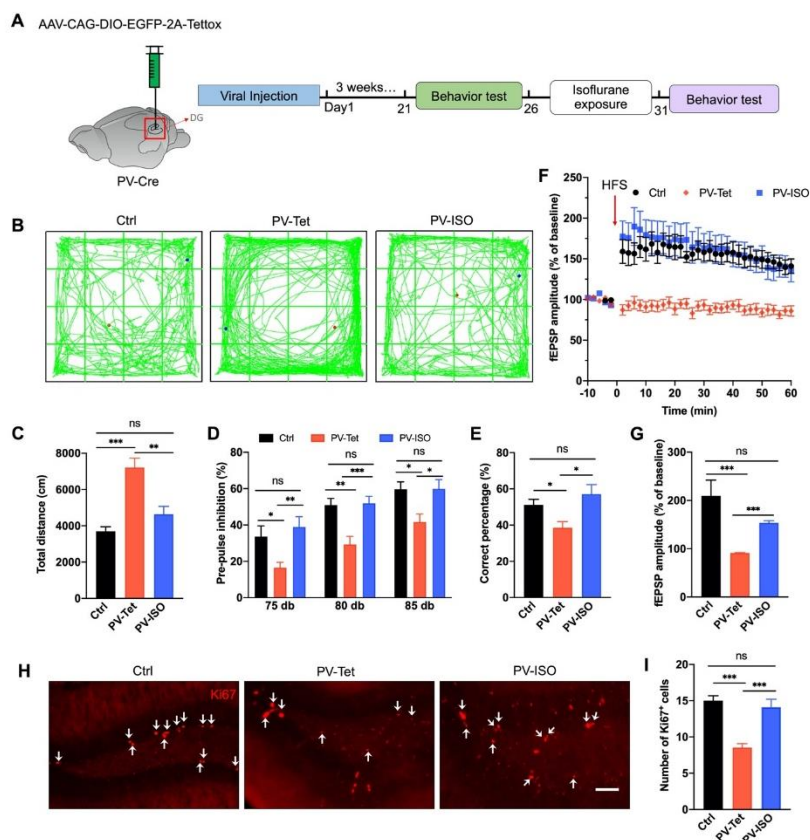 A
AAV-CAG-DIO-EGFP-2A-Tettox
DG
PV-Cre
Viral Injection
3 weeks...
Day1
21
Behavior test
26
Isoflurane
exposure
31
Behavior test
B
Ctrl
PV-Tet
PV-ISO
F
HFS
Ctrl
PV-Tet
PV-ISO
fEPSP amplitude (% of baseline)
200
150
100
50
0
-10 0 10 20 30 40 50 60
Time (min)
C
ns
*** **
Total distance (cm)
8000
6000
4000
2000
0
Ctrl
PV-Tet
PV-ISO
D
Ctrl
PV-Tet
PV-ISO
Pre-pulse inhibition (%)
80
60
40
20
0
ns
* **
ns
** ***
ns
* *
75 db 80 db 85 db
E
ns
* *
Correct percentage (%)
80
60
40
20
0
Ctrl
PV-Tet
PV-ISO
G
ns
***
***
fEPSP amplitude (% of baseline)
300
200
100
0
Ctrl
PV-Tet
PV-ISO
H
Ctrl
PV-Tet
PV-ISO
Ki67
I
ns
*** ***
Number of Ki67+ cells
20
15
10
5
0
Ctrl
PV-Tet
PV-ISO